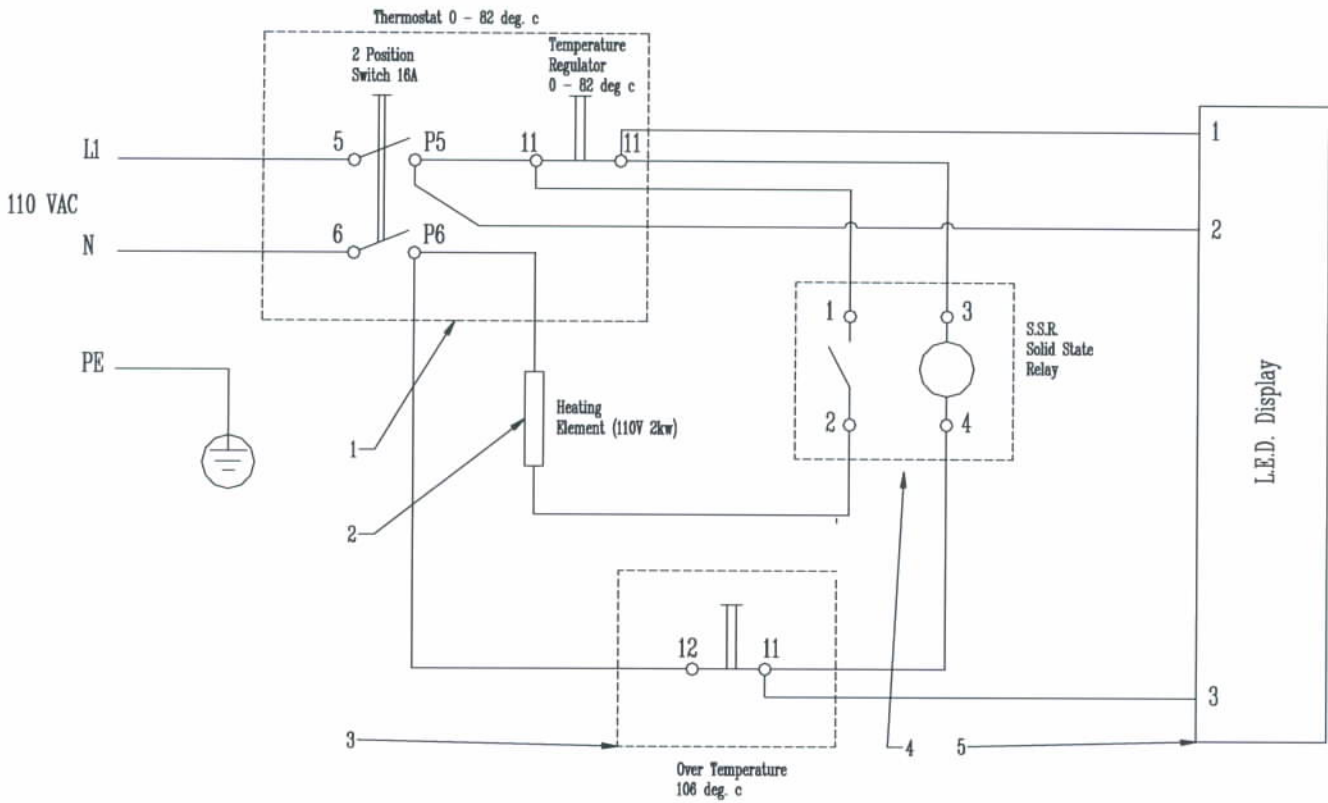 Thermostat 0 - 82 deg. c
2 Position
Switch 16A
Temperature
Regulator
0 - 82 deg c
L1
5
P5
11
11
1
110 VAC
N
6
P6
2
1
3
S.S.R.
Solid State
Relay
PE
Heating
Element (110V 2kw)
2
4
L.E.D. Display
1
2
12
11
3
3
4
5
Over Temperature
106 deg. c